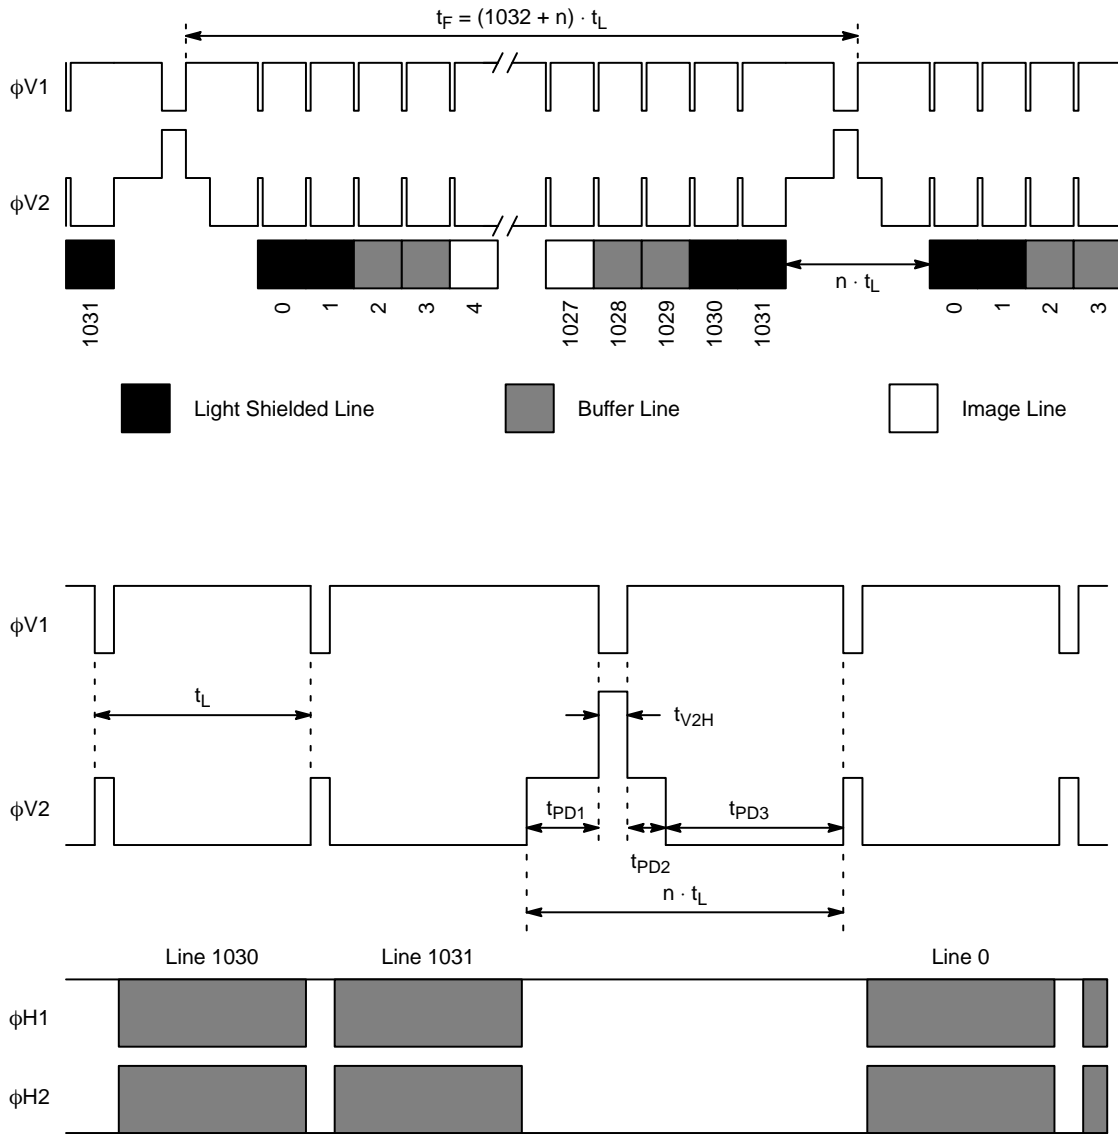 t_F = (1032 + n) · t_L
ϕV1
ϕV2
n · t_L
1031
0
1
2
3
4
1027
1028
1029
1030
1031
0
1
2
3
Light Shielded Line
Buffer Line
Image Line
ϕV1
t_L
t_V2H
ϕV2
t_PD1
t_PD3
t_PD2
n · t_L
Line 1030
Line 1031
Line 0
ϕH1
ϕH2